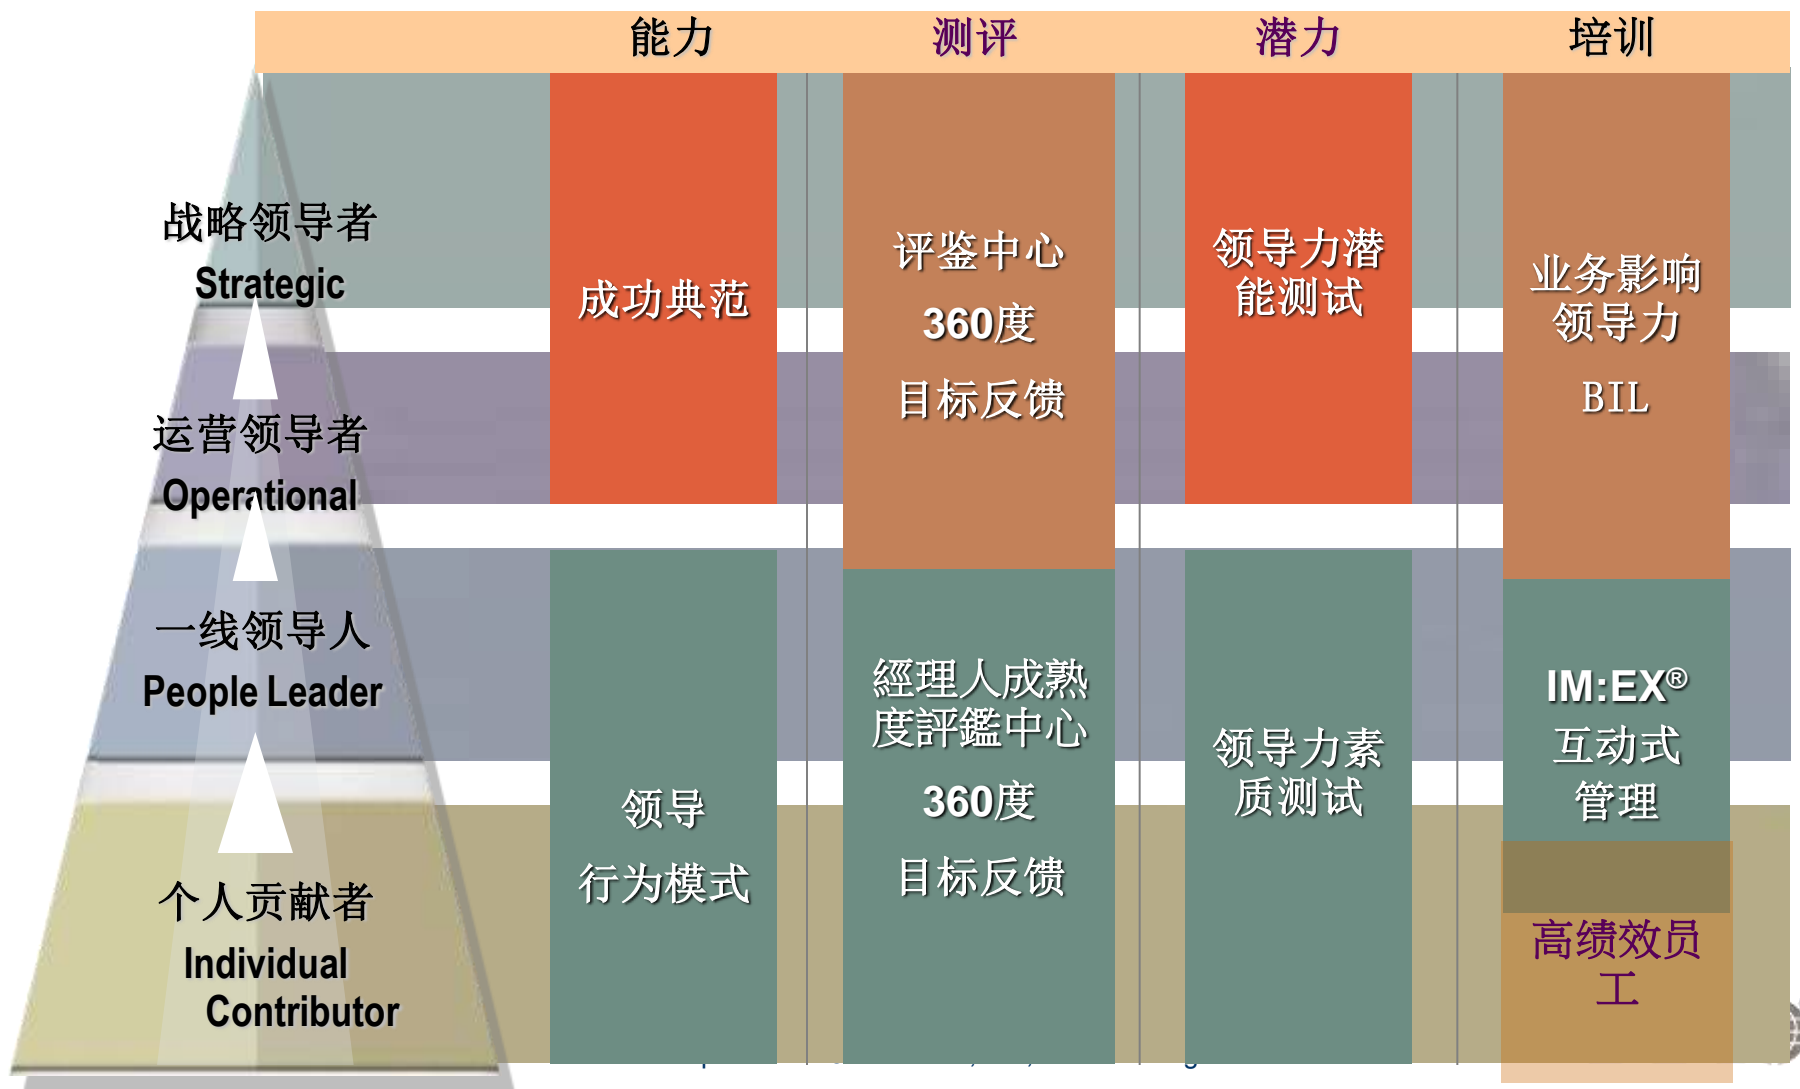 能力
测评
潜力
培训
战略领导者
Strategic
运营领导者
Operational
一线领导人
People Leader
个人贡献者
Individual
Contributor
成功典范
领导
行为模式
评鉴中心
360度
目标反馈
經理人成熟
度評鑑中心
360度
目标反馈
领导力潜
能测试
领导力素
质测试
业务影响
领导力
BIL
IM:EX®
互动式
管理
高绩效员
工